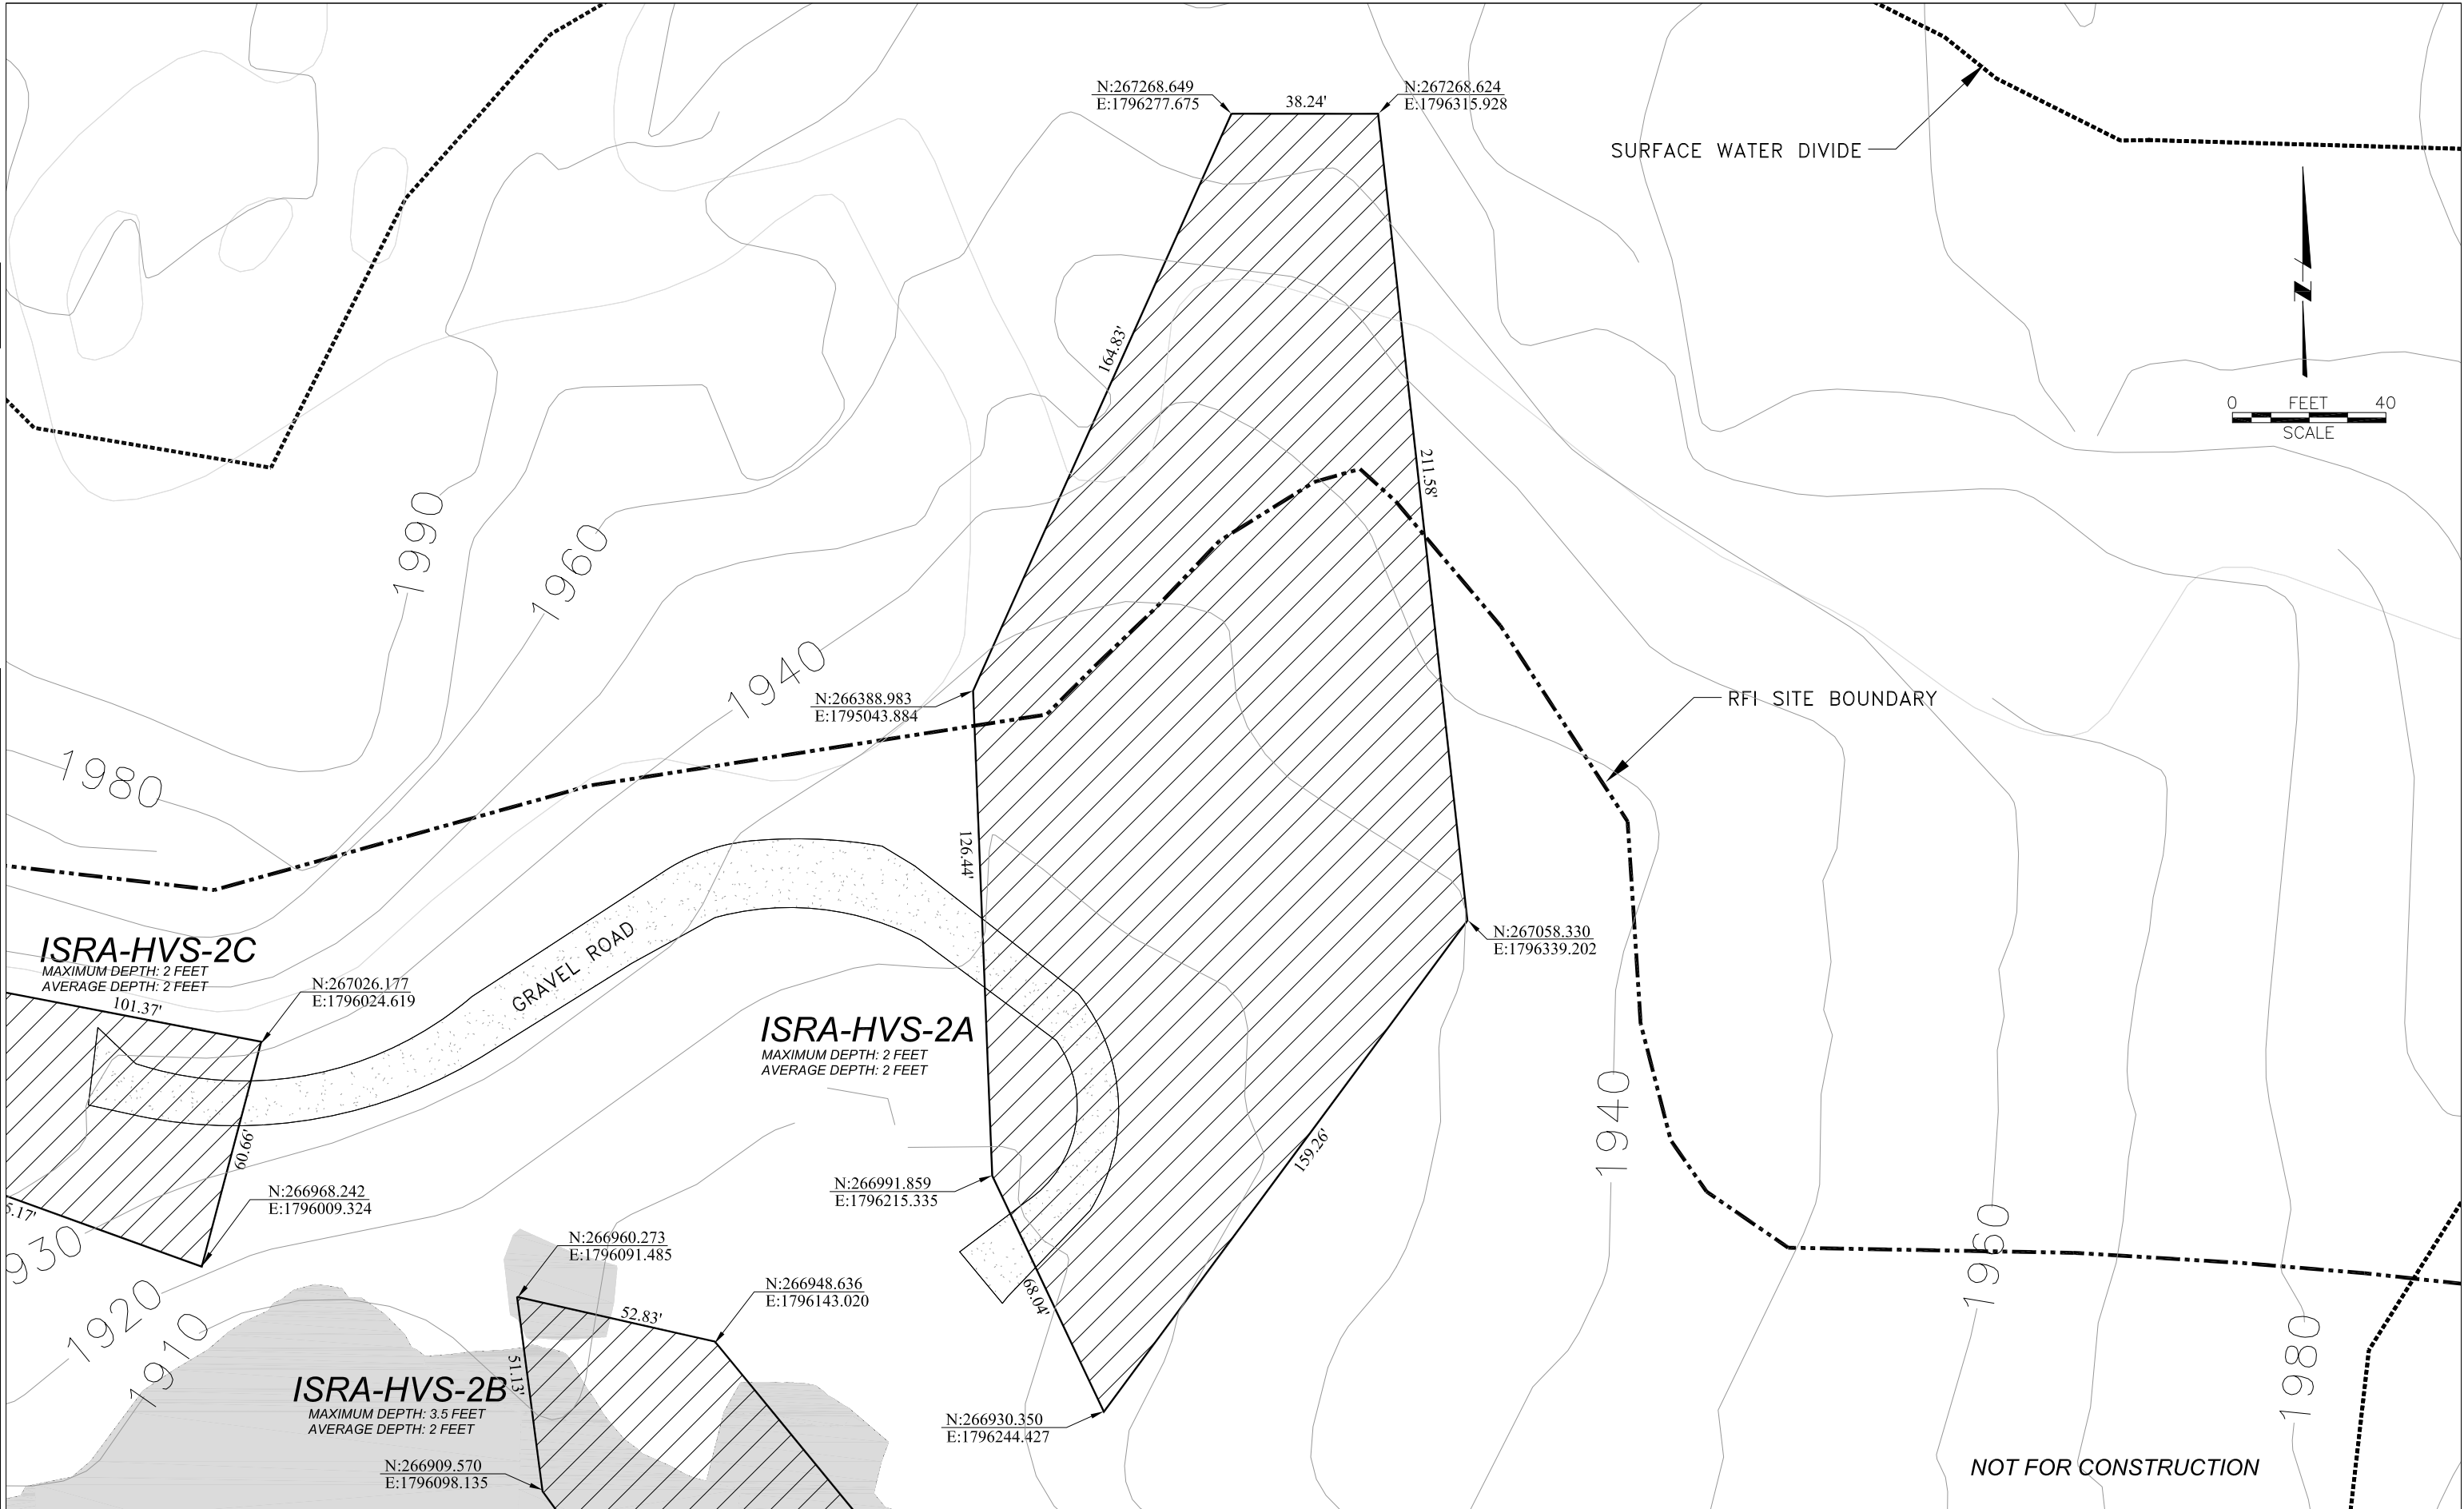 N:267268.649
E:1796277.675
38.24'
N:267268.624
E:1796315.928
SURFACE WATER DIVIDE
164.83'
211.58'
0 FEET 40
SCALE
N
1990
1960
1940
N:266388.983
E:1795043.884
RFI SITE BOUNDARY
1980
126.44'
ISRA-HVS-2C
MAXIMUM DEPTH: 2 FEET
AVERAGE DEPTH: 2 FEET
101.37'
N:267026.177
E:1796024.619
GRAVEL ROAD
N:267058.330
E:1796339.202
ISRA-HVS-2A
MAXIMUM DEPTH: 2 FEET
AVERAGE DEPTH: 2 FEET
1940
60.66'
159.26'
N:266968.242
E:1796009.324
N:266991.859
E:1796215.335
5.17'
930
N:266960.273
E:1796091.485
1960
68.04'
N:266948.636
E:1796143.020
52.83'
1920
1910
51.13'
1980
ISRA-HVS-2B
MAXIMUM DEPTH: 3.5 FEET
AVERAGE DEPTH: 2 FEET
N:266930.350
E:1796244.427
N:266909.570
E:1796098.135
NOT FOR CONSTRUCTION